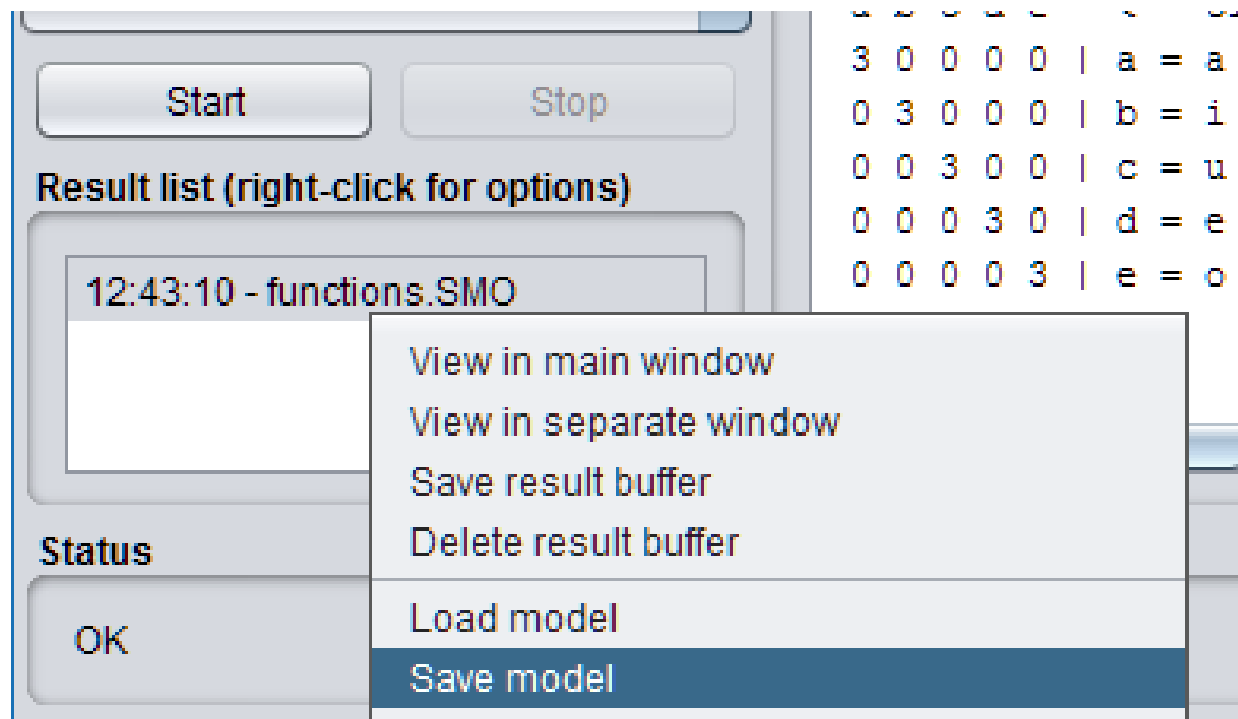 Start Stop
Result list (right-click for options)
12:43:10 - functions.SMO
Status
OK
View in main window
View in separate window
Save result buffer
Delete result buffer
Load model
Save model
3 0 0 0 0 | a = a
0 3 0 0 0 | b = i
0 0 3 0 0 | c = u
0 0 0 3 0 | d = e
0 0 0 0 3 | e = o